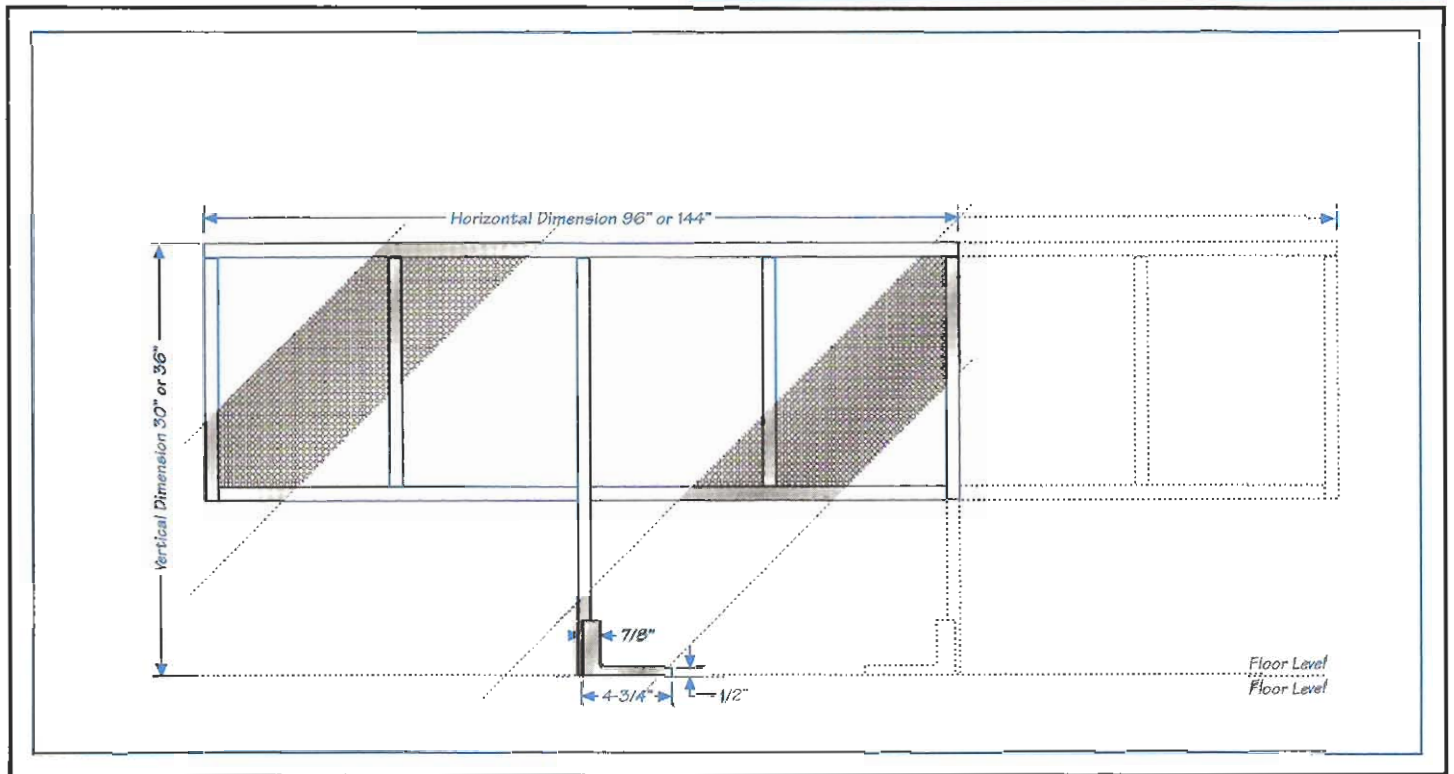 Horizontal Dimension 96" or 144"
Vertical Dimension 30" or 36"
7/8"
4-3/4"
1/2"
Floor Level
Floor Level